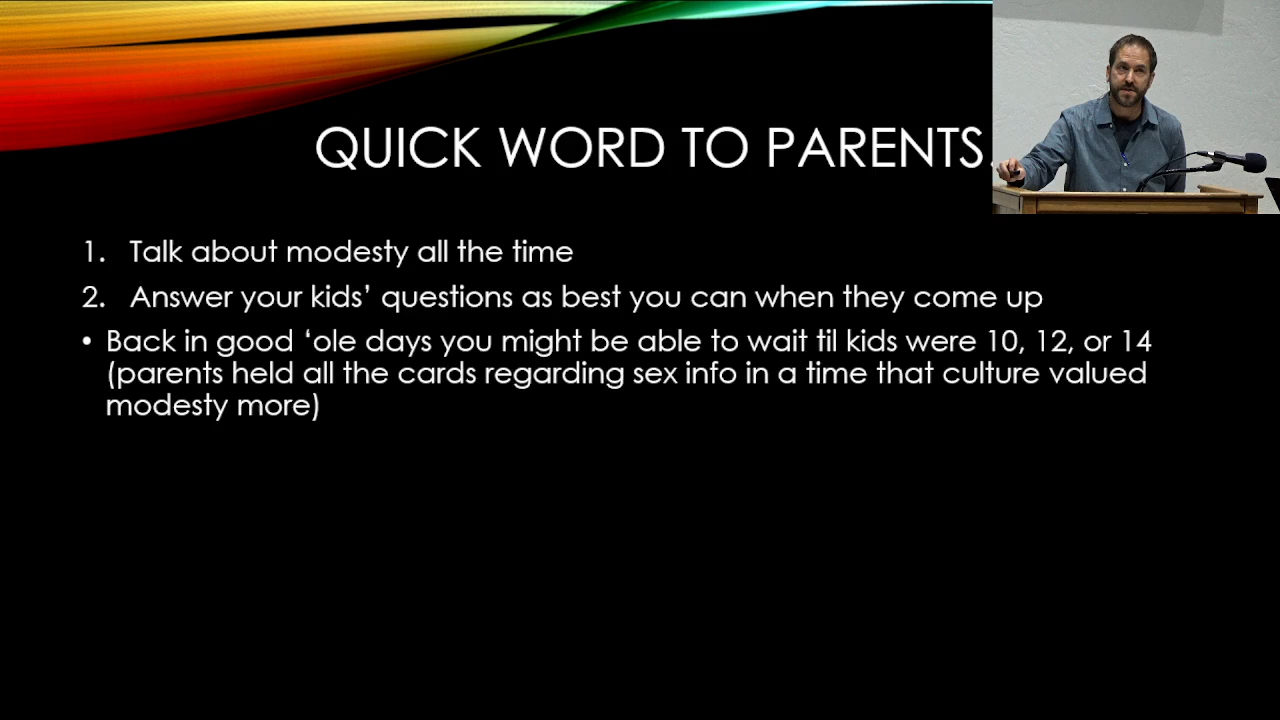 QUICK WORD TO PARENTS.
1. Talk about modesty all the time
2. Answer your kids’ questions as best you can when they come up
• Back in good ‘ole days you might be able to wait til kids were 10, 12, or 14
(parents held all the cards regarding sex info in a time that culture valued
modesty more)